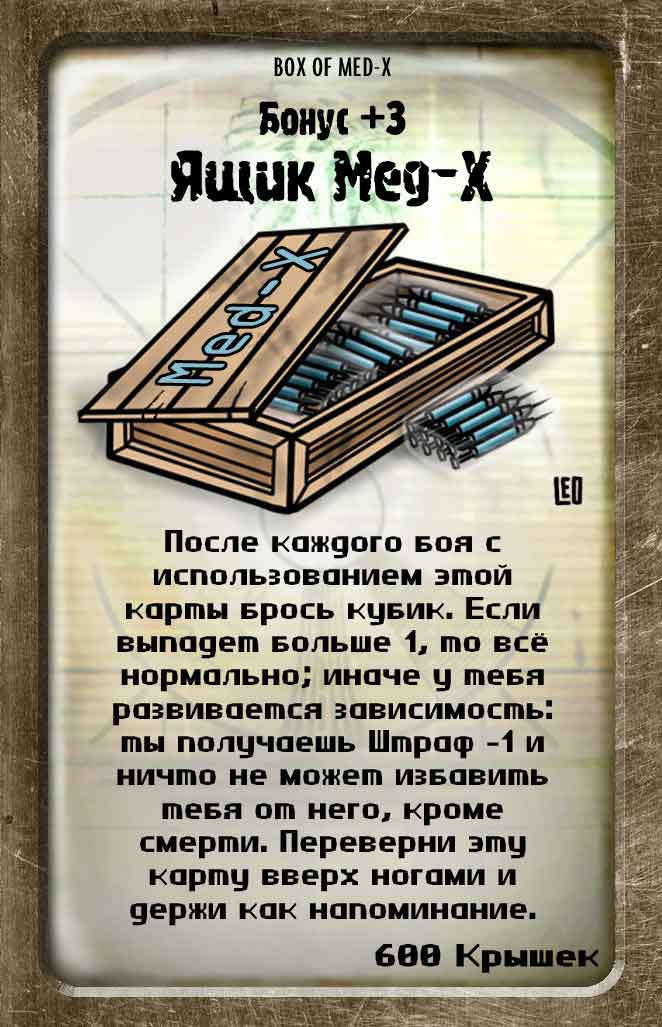 BOX OF MED-X
Бонус +3
Ящик Мед-Х
Med-X
LEO
После каждого боя с
использованием этой
карты брось кубик. Если
выпадет больше 1, то всё
нормально; иначе у тебя
развивается зависимость:
ты получаешь Штраф -1 и
ничто не может избавить
тебя от него, кроме
смерти. Переверни эту
карту вверх ногами и
держи как напоминание.
600 Крышек